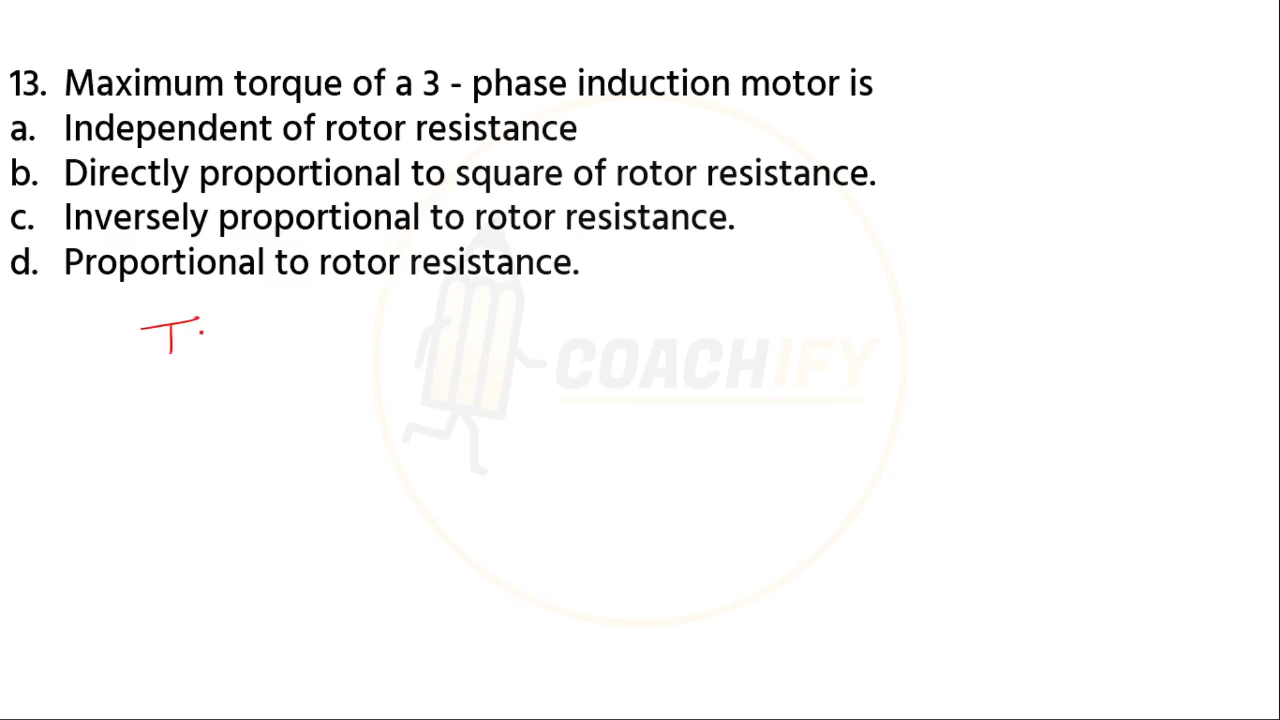 13. Maximum torque of a 3 - phase induction motor is
a. Independent of rotor resistance
b. Directly proportional to square of rotor resistance.
c. Inversely proportional to rotor resistance.
d. Proportional to rotor resistance.
T
COACHIFY